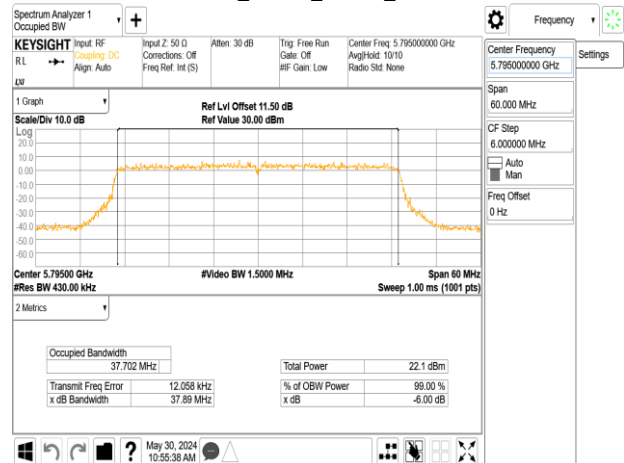 Spectrum Analyzer 1
Occupied BW
Frequency
KEYSIGHT
Input: RF
Input Z: 50 Ω
Atten: 30 dB
Trig: Free Run
Center Freq: 5.795000000 GHz
RL
Coupling: DC
Corrections: Off
Gate: Off
Avg|Hold: 10/10
Align: Auto
Freq Ref: Int (S)
#IF Gain: Low
Radio Std: None
Center Frequency
5.795000000 GHz
Settings
Span
60.000 MHz
CF Step
6.000000 MHz
Auto
Man
Freq Offset
0 Hz
1 Graph
Ref Lvl Offset 11.50 dB
Scale/Div 10.0 dB
Ref Value 30.00 dBm
Log
20.0
10.0
0.00
-10.0
-20.0
-30.0
-40.0
-50.0
-60.0
Center 5.79500 GHz
#Video BW 1.5000 MHz
Span 60 MHz
#Res BW 430.00 kHz
Sweep 1.00 ms (1001 pts)
2 Metrics
Occupied Bandwidth
37.702 MHz
Total Power
22.1 dBm
Transmit Freq Error
12.058 kHz
% of OBW Power
99.00 %
x dB Bandwidth
37.89 MHz
x dB
-6.00 dB
?
May 30, 2024
10:55:38 AM